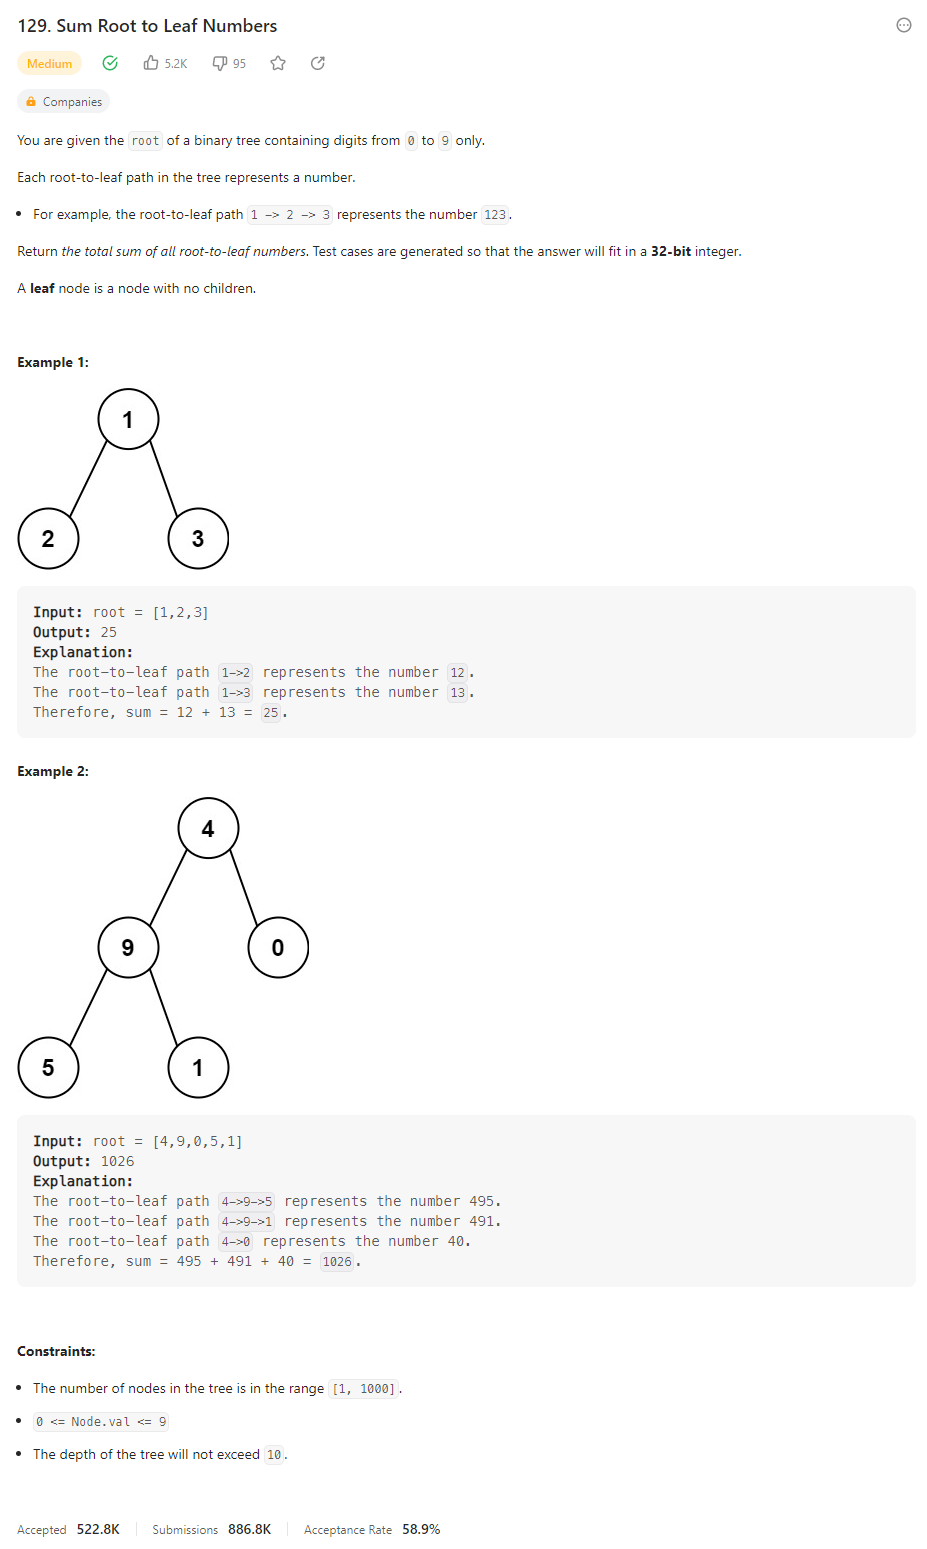 129. Sum Root to Leaf Numbers
Medium 5.2K 95
Companies
You are given the root of a binary tree containing digits from 0 to 9 only.
Each root-to-leaf path in the tree represents a number.
• For example, the root-to-leaf path 1 -> 2 -> 3 represents the number 123.
Return the total sum of all root-to-leaf numbers. Test cases are generated so that the answer will fit in a 32-bit integer.
A leaf node is a node with no children.
Example 1:
1
2 3
Input: root = [1,2,3]
Output: 25
Explanation:
The root-to-leaf path 1->2 represents the number 12.
The root-to-leaf path 1->3 represents the number 13.
Therefore, sum = 12 + 13 = 25.
Example 2:
4
9 0
5 1
Input: root = [4,9,0,5,1]
Output: 1026
Explanation:
The root-to-leaf path 4->9->5 represents the number 495.
The root-to-leaf path 4->9->1 represents the number 491.
The root-to-leaf path 4->0 represents the number 40.
Therefore, sum = 495 + 491 + 40 = 1026.
Constraints:
• The number of nodes in the tree is in the range [1, 1000].
• 0 <= Node.val <= 9
• The depth of the tree will not exceed 10.
Accepted 522.8K Submissions 886.8K Acceptance Rate 58.9%